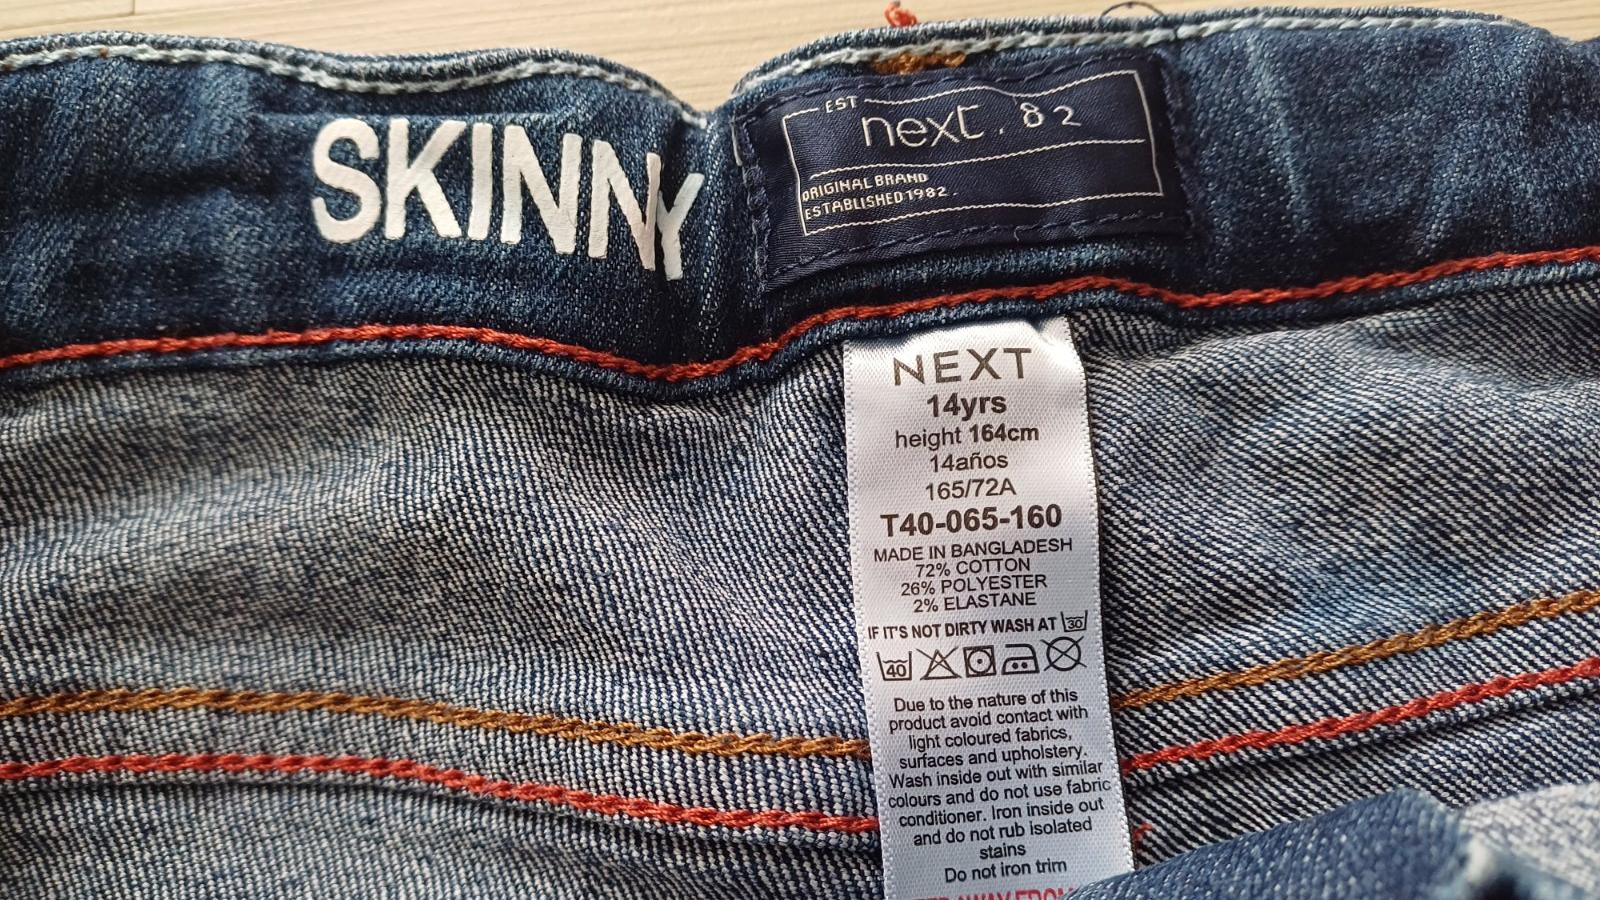 SKINNY
EST
next. 82
ORIGINAL BRAND
ESTABLISHED 1982.
NEXT
14yrs
height 164cm
14años
165/72A
T40-065-160
MADE IN BANGLADESH
72% COTTON
26% POLYESTER
2% ELASTANE
IF IT'S NOT DIRTY WASH AT 30
40
Due to the nature of this
product avoid contact with
light coloured fabrics,
surfaces and upholstery.
Wash inside out with similar
colours and do not use fabric
conditioner. Iron inside out
and do not rub isolated
stains
Do not iron trim
AWAY FROM